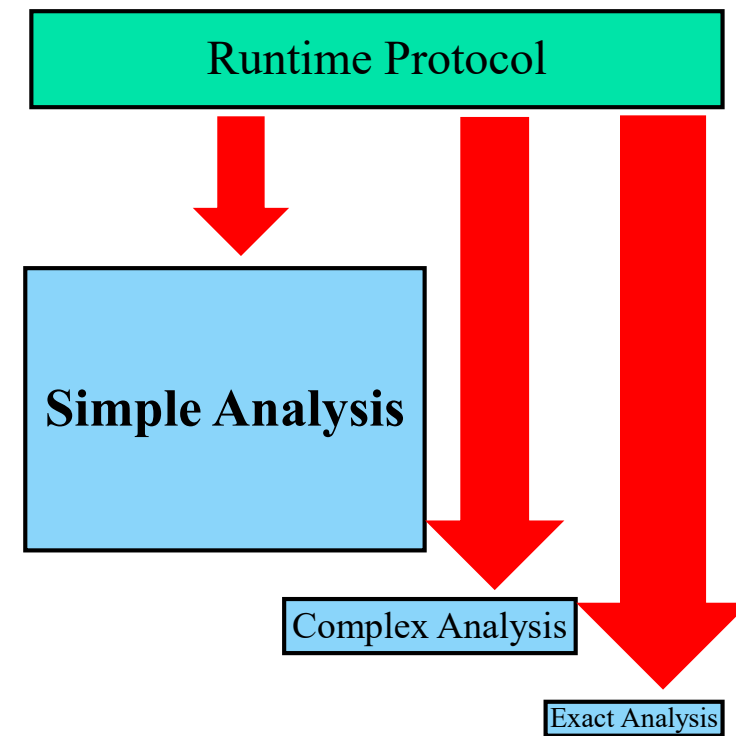 Runtime Protocol
Simple Analysis
Complex Analysis
Exact Analysis